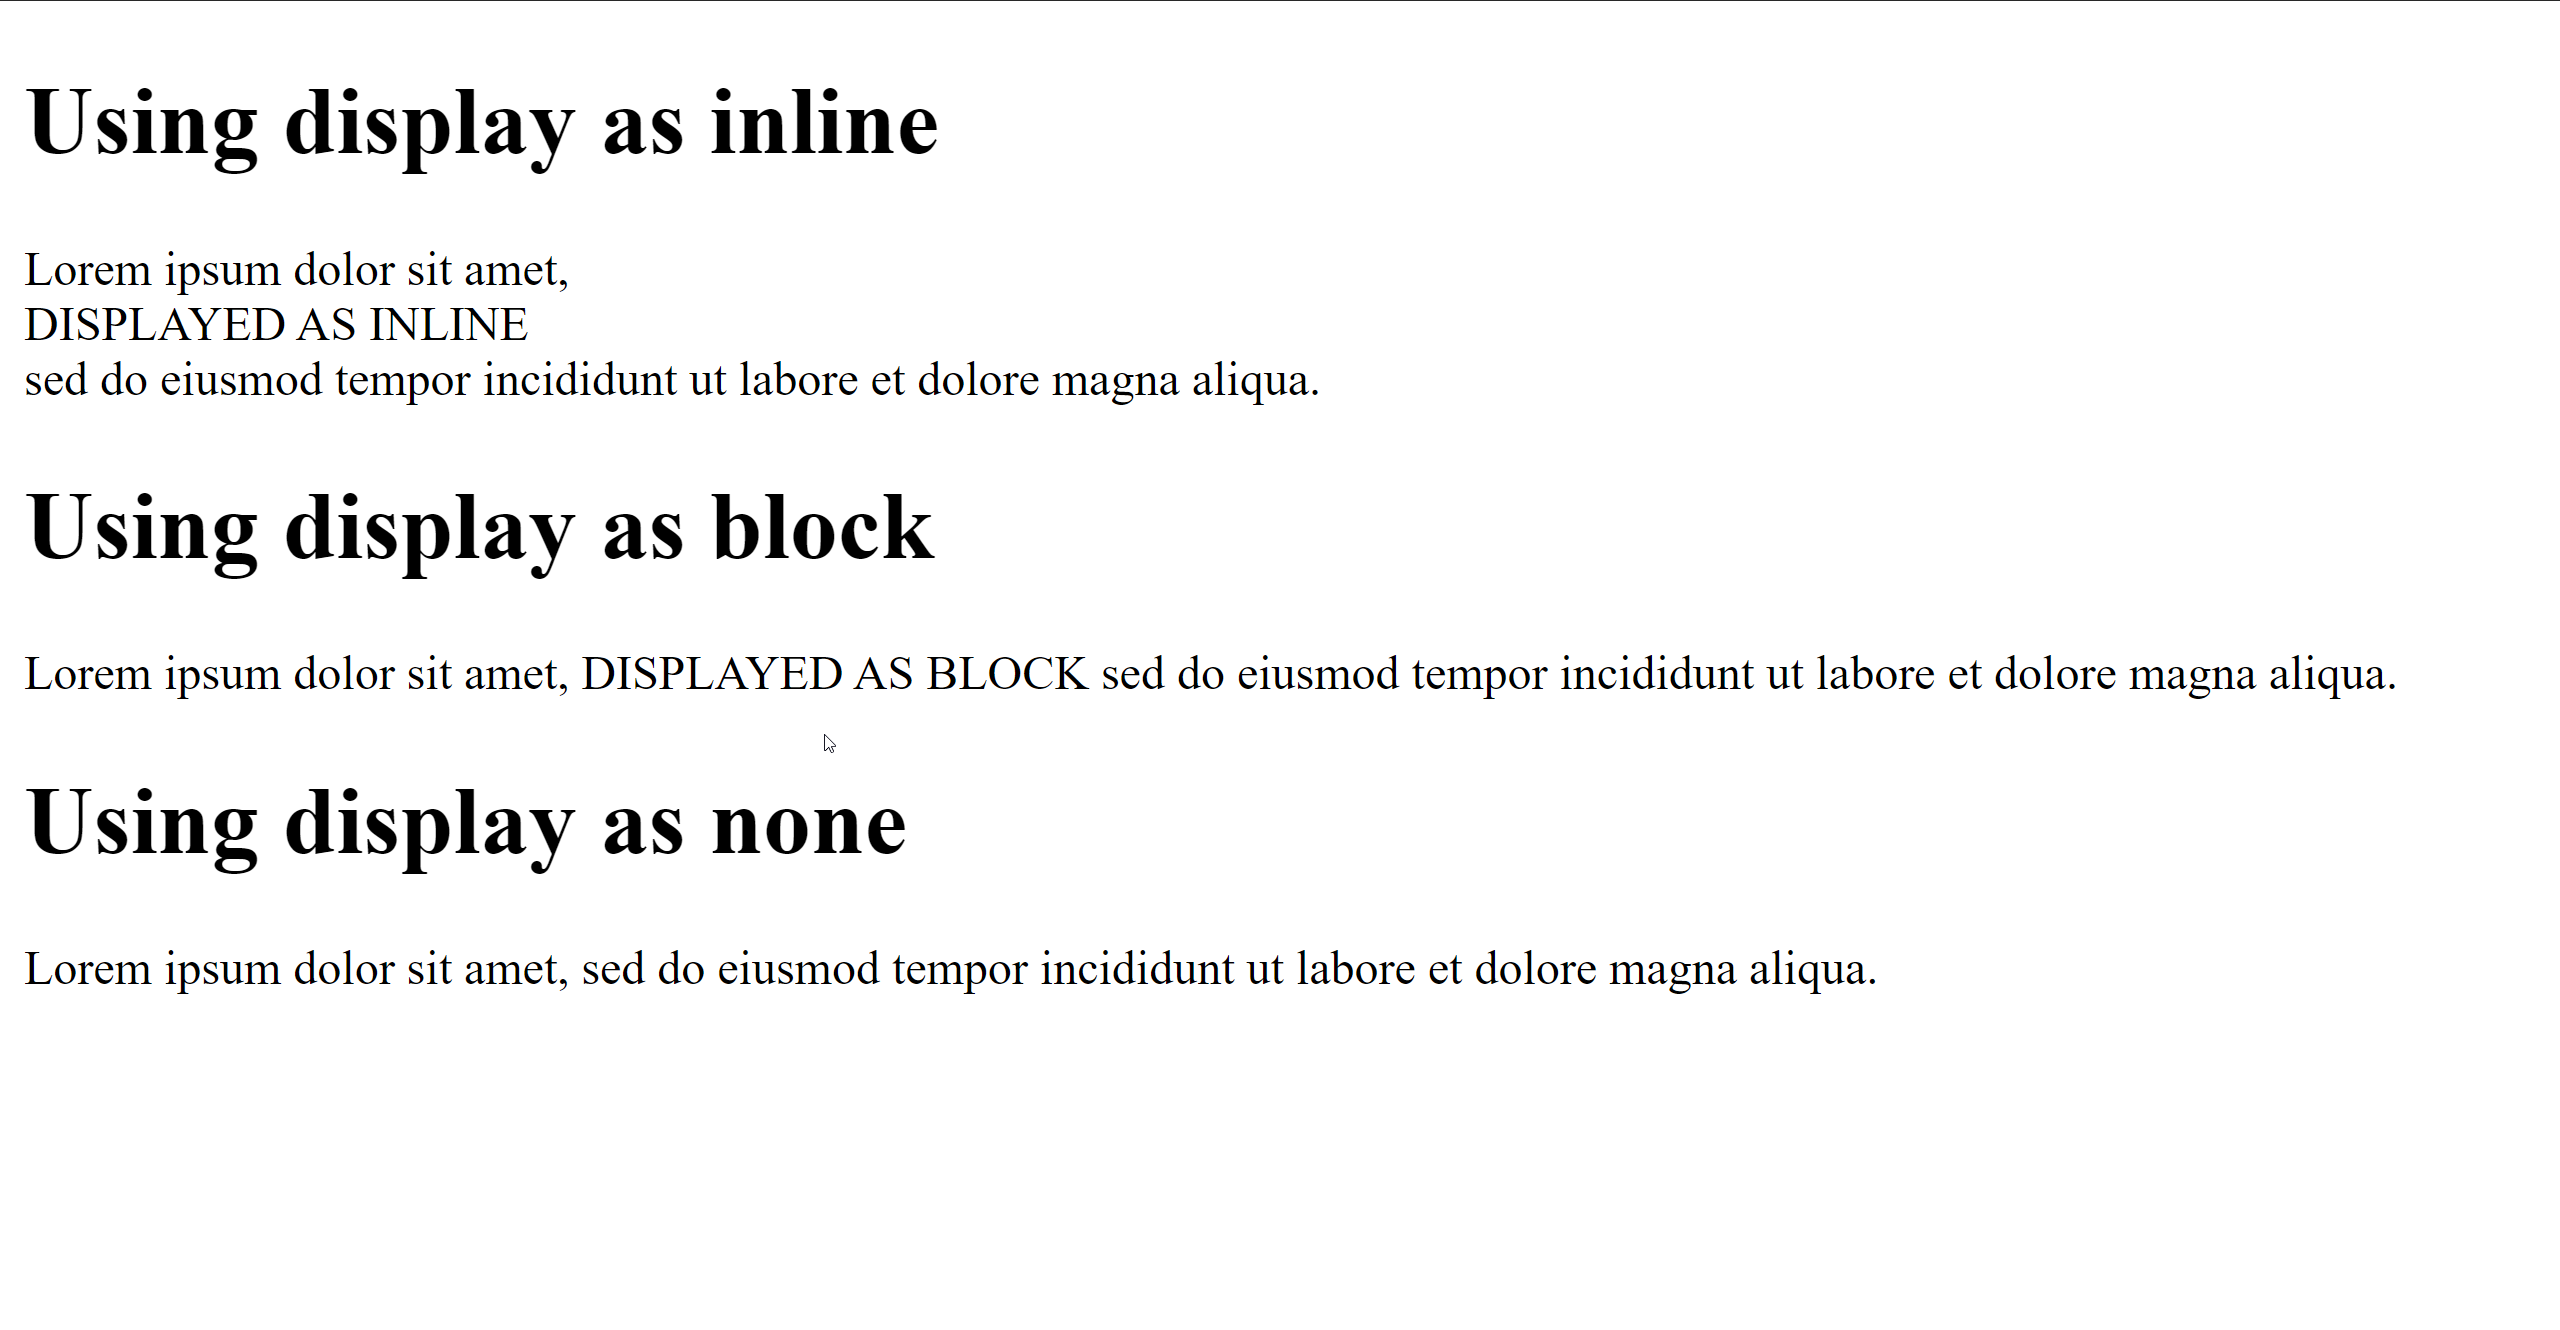 Using display as inline
Lorem ipsum dolor sit amet,
DISPLAYED AS INLINE
sed do eiusmod tempor incididunt ut labore et dolore magna aliqua.
Using display as block
Lorem ipsum dolor sit amet, DISPLAYED AS BLOCK sed do eiusmod tempor incididunt ut labore et dolore magna aliqua.
Using display as none
Lorem ipsum dolor sit amet, sed do eiusmod tempor incididunt ut labore et dolore magna aliqua.